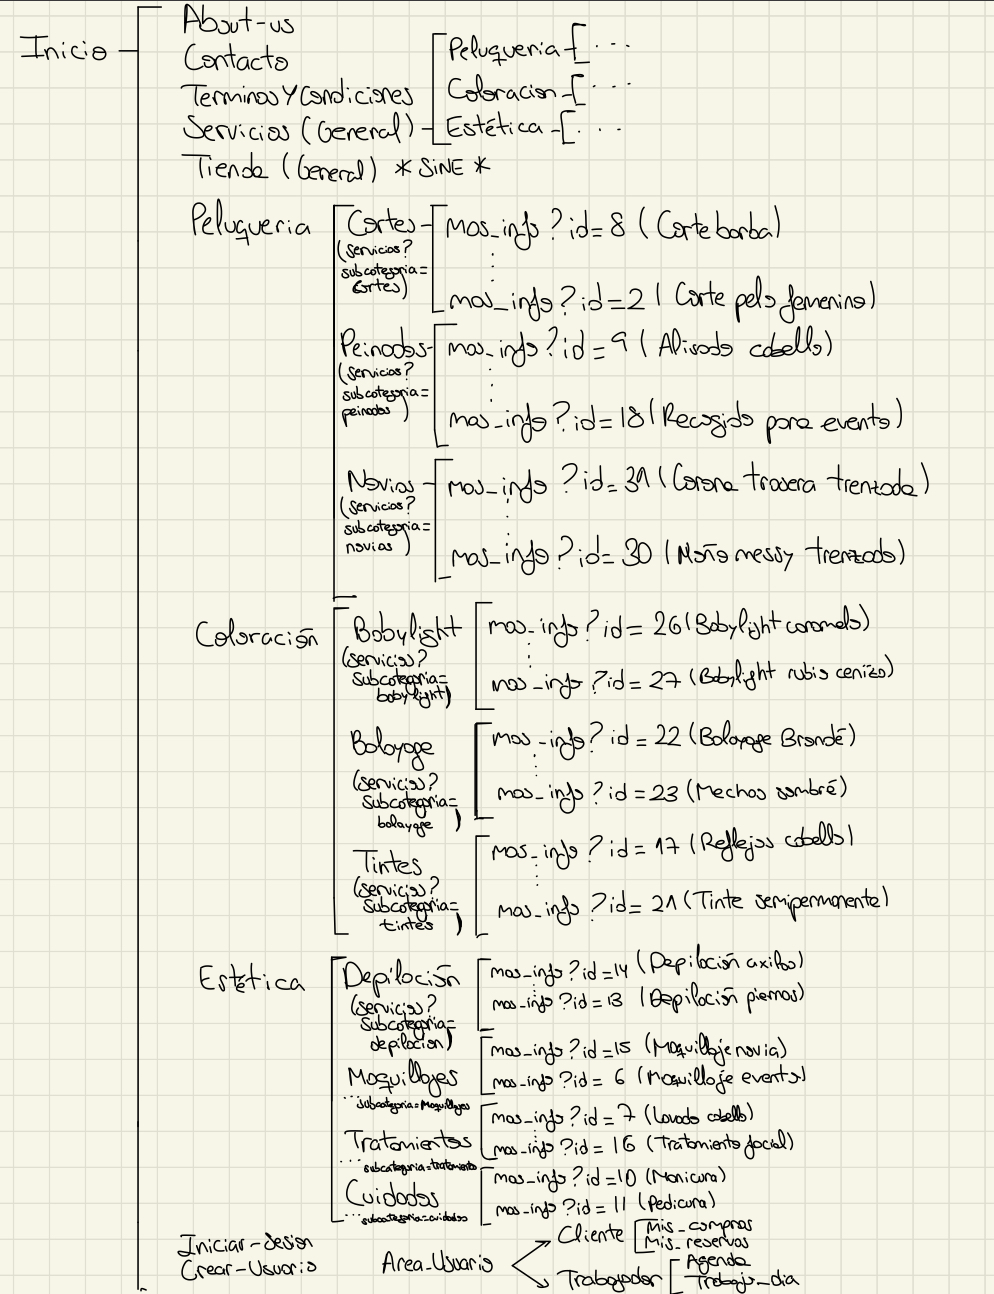 Inicio
About-us
Contacto
Terminos Y Condiciones
Servicios (General)
Peluqueria [...
Coloracion [...
Estética [...
Tienda (General) * SiNE *
Peluqueria
Cortes
(servicios?
subcategoria=
Cortes)
mas_info?id=8 (Corte barba)
mas_info?id=2 (Corte pelo femenino)
Peinados
(servicios?
subcategoria=
peinados)
mas_info?id=9 (Alisado cabello)
mas_info?id=18 (Recogido para evento)
Novias
(servicios?
subcategoria=
novias)
mas_info?id=31 (Corona trasera trenzada)
mas_info?id=30 (Moño messy trenzado)
Coloración
Babylight
(servicios?
subcategoria=
babylight)
mas_info?id=26 (Babylight caramelo)
mas_info?id=27 (Babylight rubio cenizo)
Balayage
(servicios?
subcategoria=
balayage)
mas_info?id=22 (Balayage Brondé)
mas_info?id=23 (Mechas sombré)
Tintes
(servicios?
subcategoria=
tintes)
mas_info?id=17 (Reflejos cabello)
mas_info?id=21 (Tinte semipermanente)
Estética
Depilación
(servicios?
subcategoria=
depilacion)
mas_info?id=14 (Depilación axilas)
mas_info?id=13 (Depilación piernas)
Maquillajes
...subcategoria=Maquillajes
mas_info?id=15 (Maquillaje novia)
mas_info?id=6 (Maquillaje evento)
Tratamientos
...subcategoria=tratamiento
mas_info?id=7 (Lavado cabello)
mas_info?id=16 (Tratamiento facial)
Cuidados
...subcategoria=cuidados
mas_info?id=10 (Manicura)
mas_info?id=11 (Pedicura)
Iniciar-sesion
Crear-Usuario
Area_Usuario
Cliente
Mis_compras
Mis_reservas
Trabajador
Agenda
Trabajo_dia